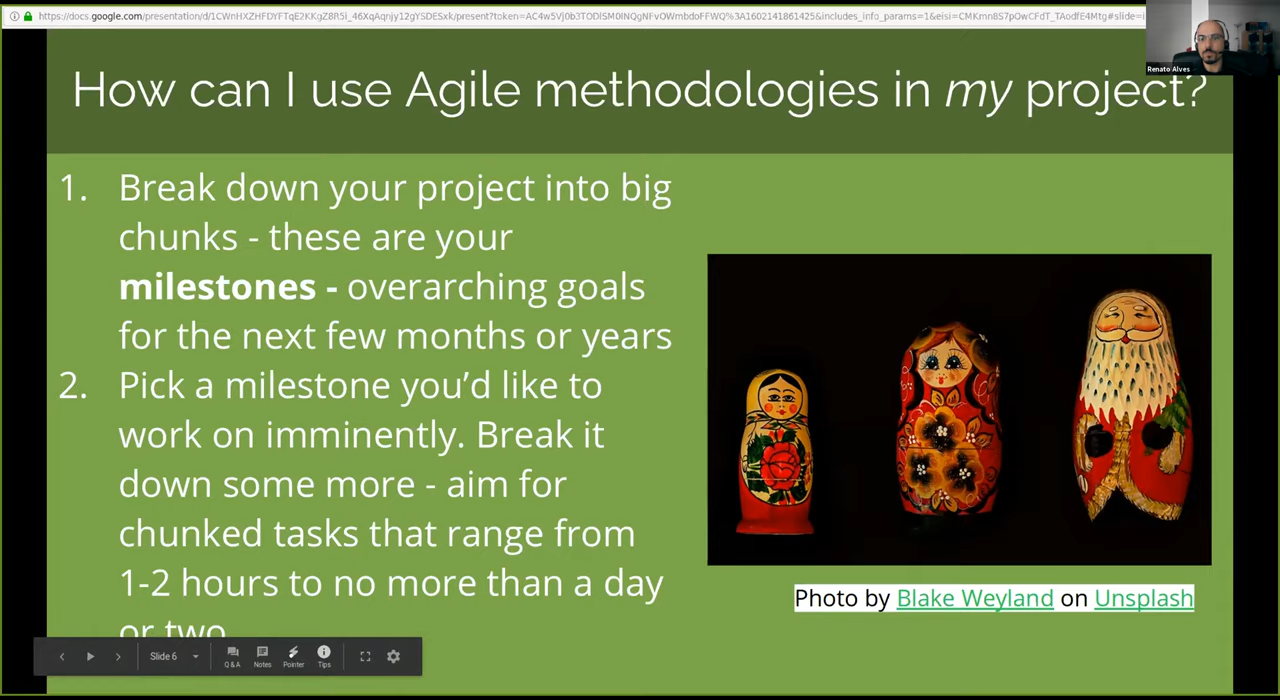 Renato Alves
How can I use Agile methodologies in my project?
1. Break down your project into big
chunks - these are your
milestones - overarching goals
for the next few months or years
2. Pick a milestone you’d like to
work on imminently. Break it
down some more - aim for
chunked tasks that range from
1-2 hours to no more than a day
or two
Photo by Blake Weyland on Unsplash
Slide 6
Q & A Notes Pointer Tips